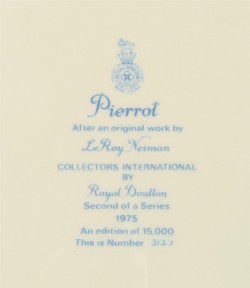 Pierrot
After an original work by
LeRoy Neiman
COLLECTORS INTERNATIONAL
BY
Royal Doulton
Second of a Series
1975
An edition of 15,000
This is Number